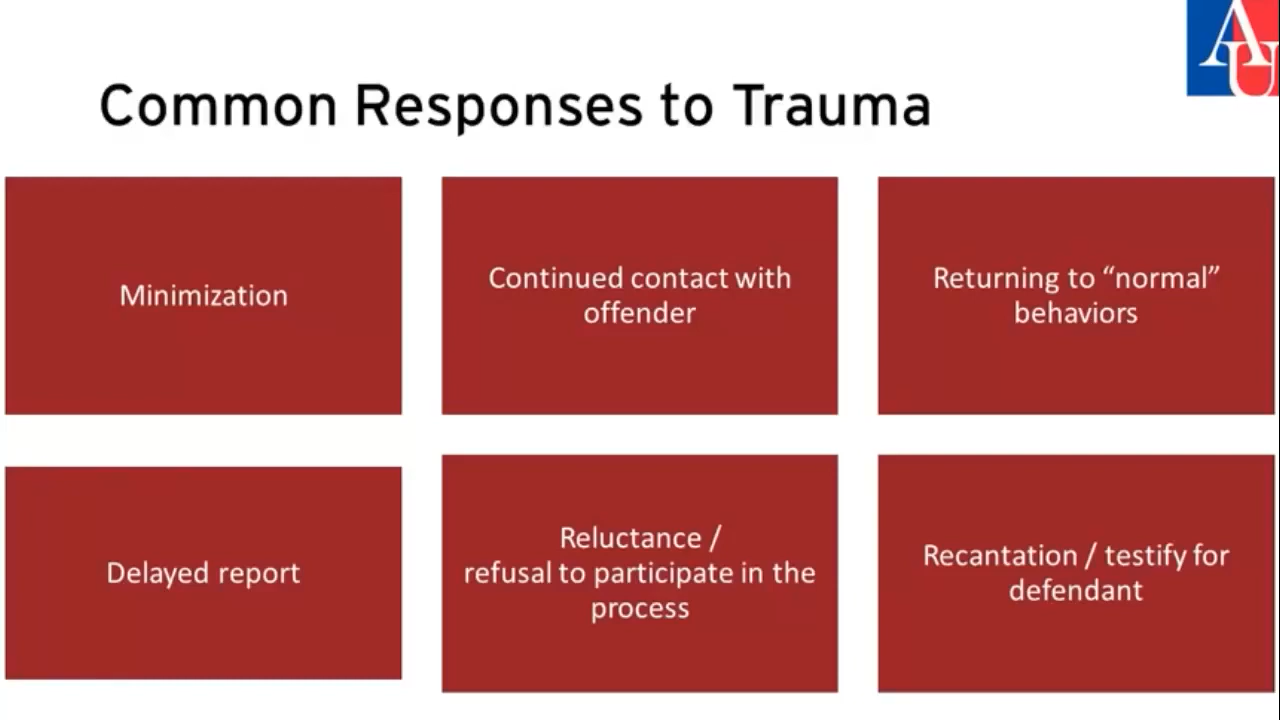 AU
Common Responses to Trauma
Minimization
Continued contact with
offender
Returning to “normal”
behaviors
Delayed report
Reluctance /
refusal to participate in the
process
Recantation / testify for
defendant